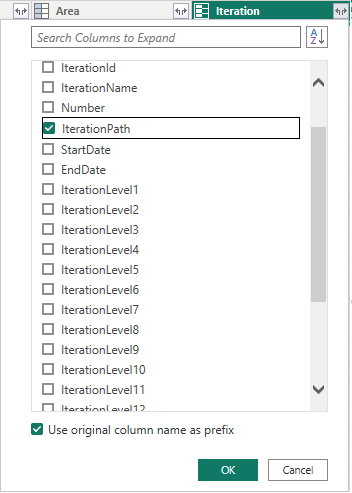 Area Iteration
Search Columns to Expand
A
Z
IterationId
IterationName
Number
IterationPath
StartDate
EndDate
IterationLevel1
IterationLevel2
IterationLevel3
IterationLevel4
IterationLevel5
IterationLevel6
IterationLevel7
IterationLevel8
IterationLevel9
IterationLevel10
IterationLevel11
IterationLevel12
Use original column name as prefix
OK Cancel